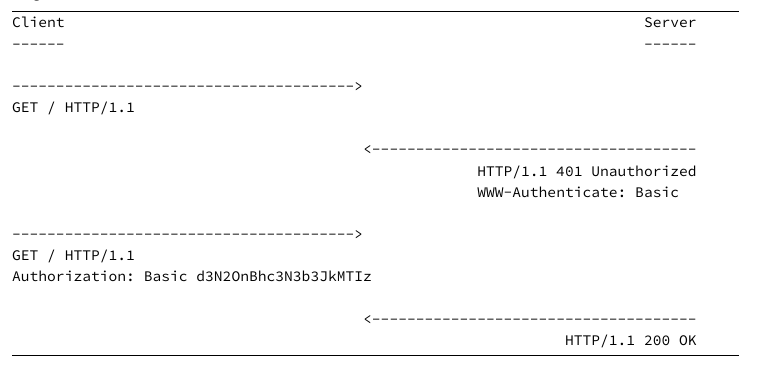 Client Server
------ ------
--------------------------------------->
GET / HTTP/1.1
<-------------------------------------
HTTP/1.1 401 Unauthorized
WWW-Authenticate: Basic
--------------------------------------->
GET / HTTP/1.1
Authorization: Basic d3N2OnBhc3N3b3JkMTIz
<-------------------------------------
HTTP/1.1 200 OK